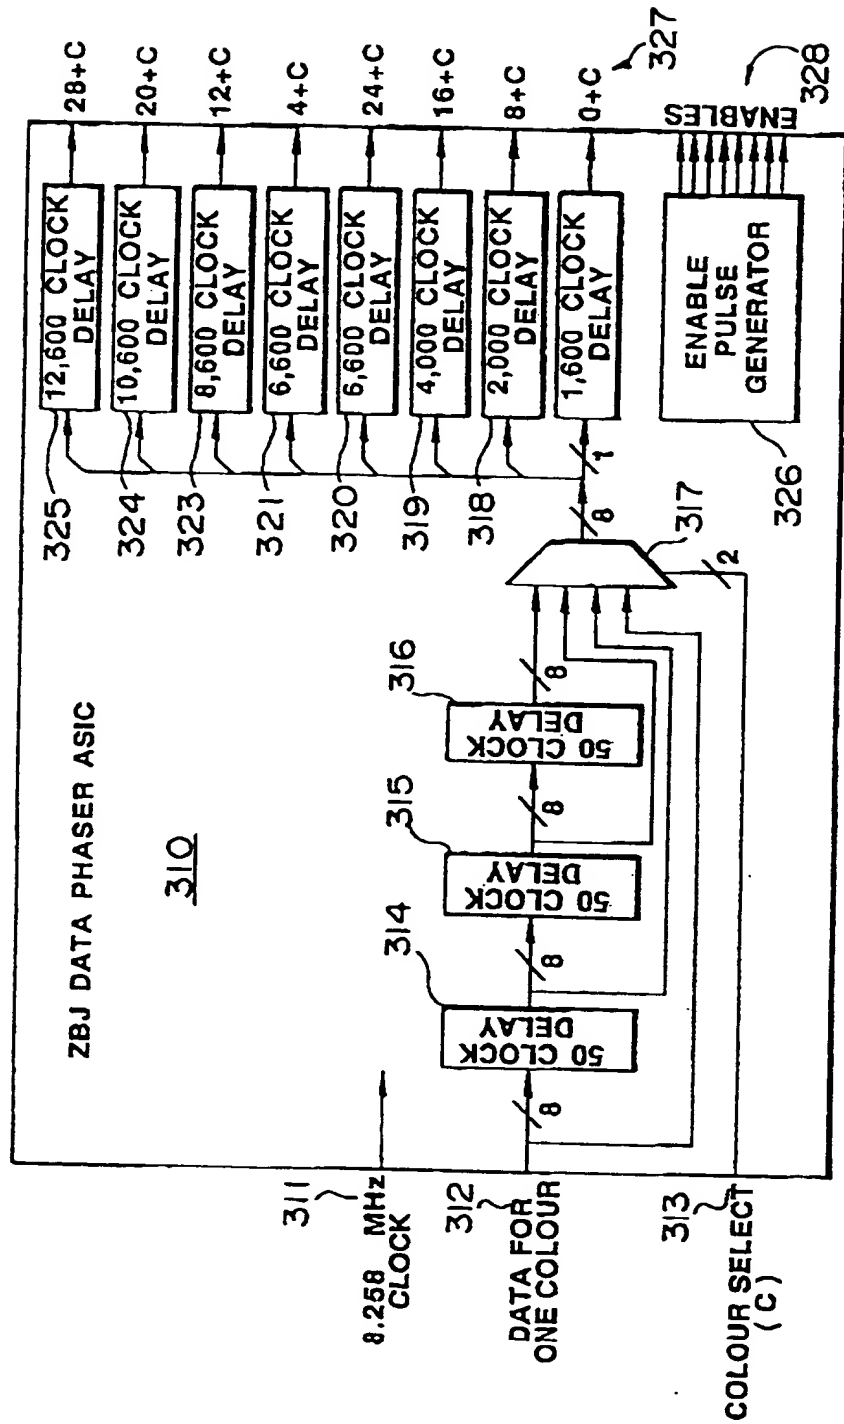 ZBJ DATA PHASER ASIC
310
311
8.258 MHz
CLOCK
312
DATA FOR
ONE COLOUR
313
COLOUR SELECT
(C)
8
314
50 CLOCK
DELAY
8
315
50 CLOCK
DELAY
8
316
50 CLOCK
DELAY
8
317
2
8
1
325
12,600 CLOCK
DELAY
28+C
324
10,600 CLOCK
DELAY
20+C
323
8,600 CLOCK
DELAY
12+C
321
6,600 CLOCK
DELAY
4+C
320
6,600 CLOCK
DELAY
24+C
319
4,000 CLOCK
DELAY
16+C
318
2,000 CLOCK
DELAY
8+C
1,600 CLOCK
DELAY
0+C
327
326
ENABLE
PULSE
GENERATOR
ENABLES
328